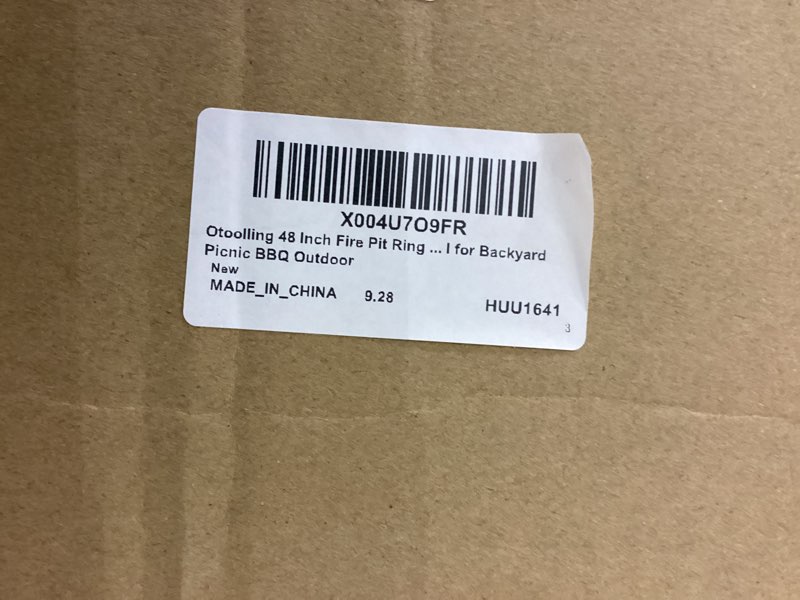 X004U7O9FR
Otoolling 48 Inch Fire Pit Ring ... l for Backyard
Picnic BBQ Outdoor
New
MADE_IN_CHINA 9.28 HUU1641
3